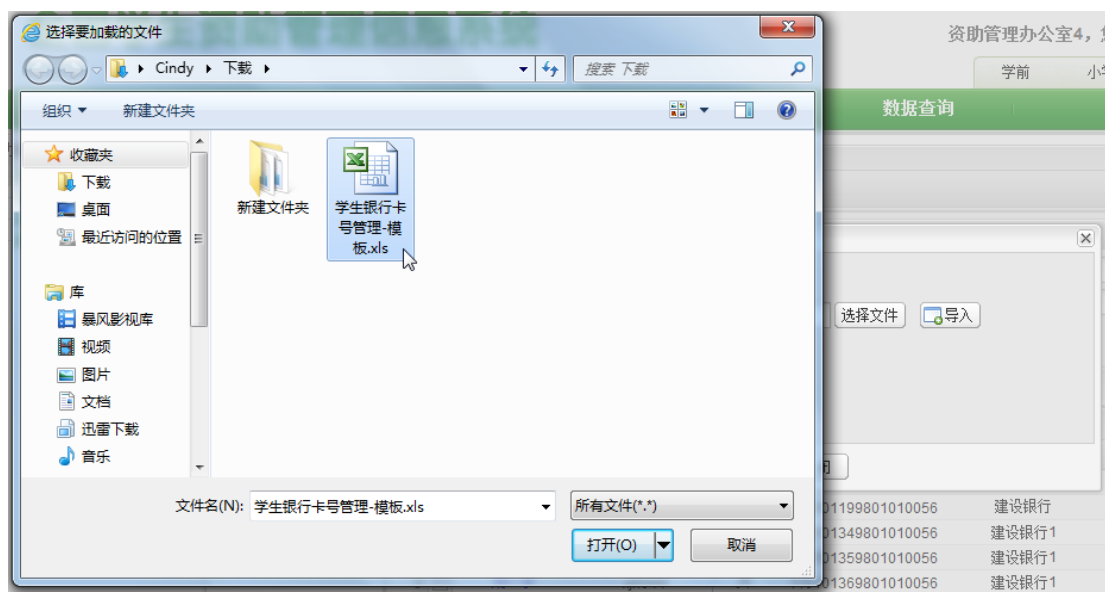 选择要加载的文件
资助管理办公室4，
Cindy
下载
搜索 下载
学前
组织
新建文件夹
数据查询
收藏夹
下载
桌面
最近访问的位置
新建文件夹
学生银行卡
号管理-模
板.xls
库
暴风影视库
视频
图片
文档
迅雷下载
音乐
选择文件
导入
文件名(N):
学生银行卡号管理-模板.xls
所有文件(*.*)
打开(O)
取消
01199801010056
建设银行
01349801010056
建设银行1
01359801010056
建设银行1
01369801010056
建设银行1